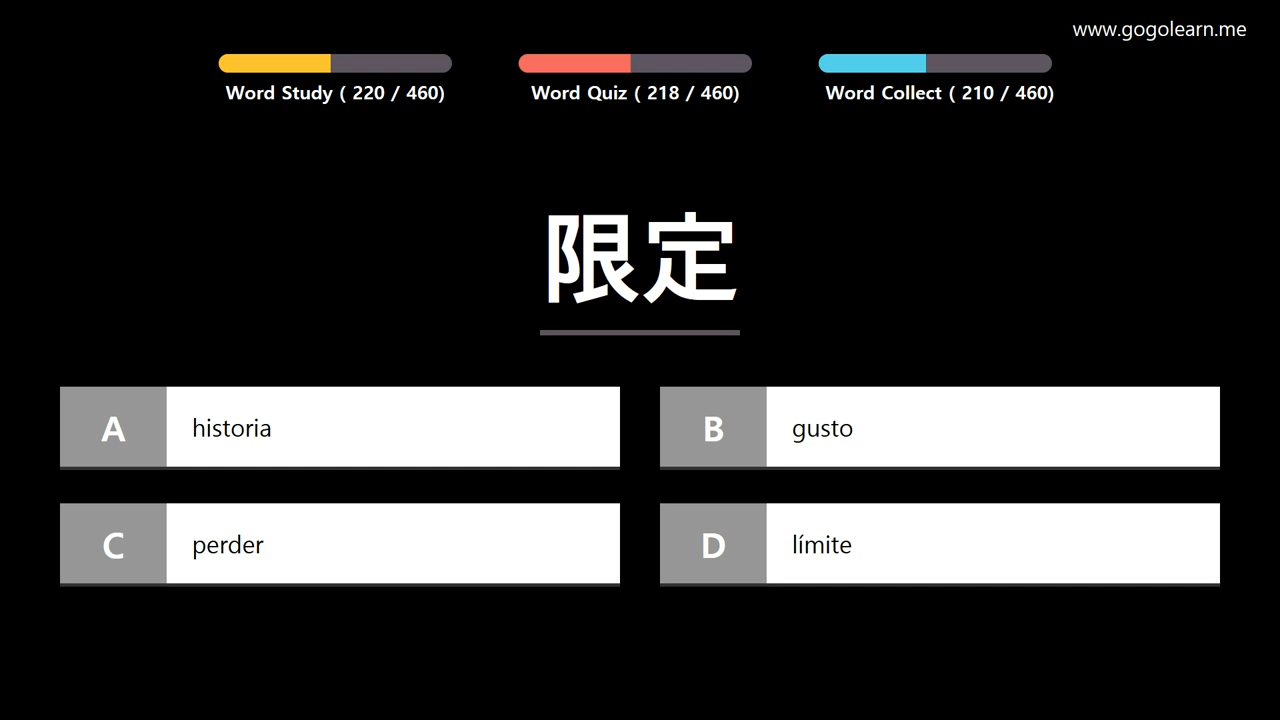 www.gogolearn.me
Word Study ( 220 / 460)
Word Quiz ( 218 / 460)
Word Collect ( 210 / 460)
限定
A historia
B gusto
C perder
D límite